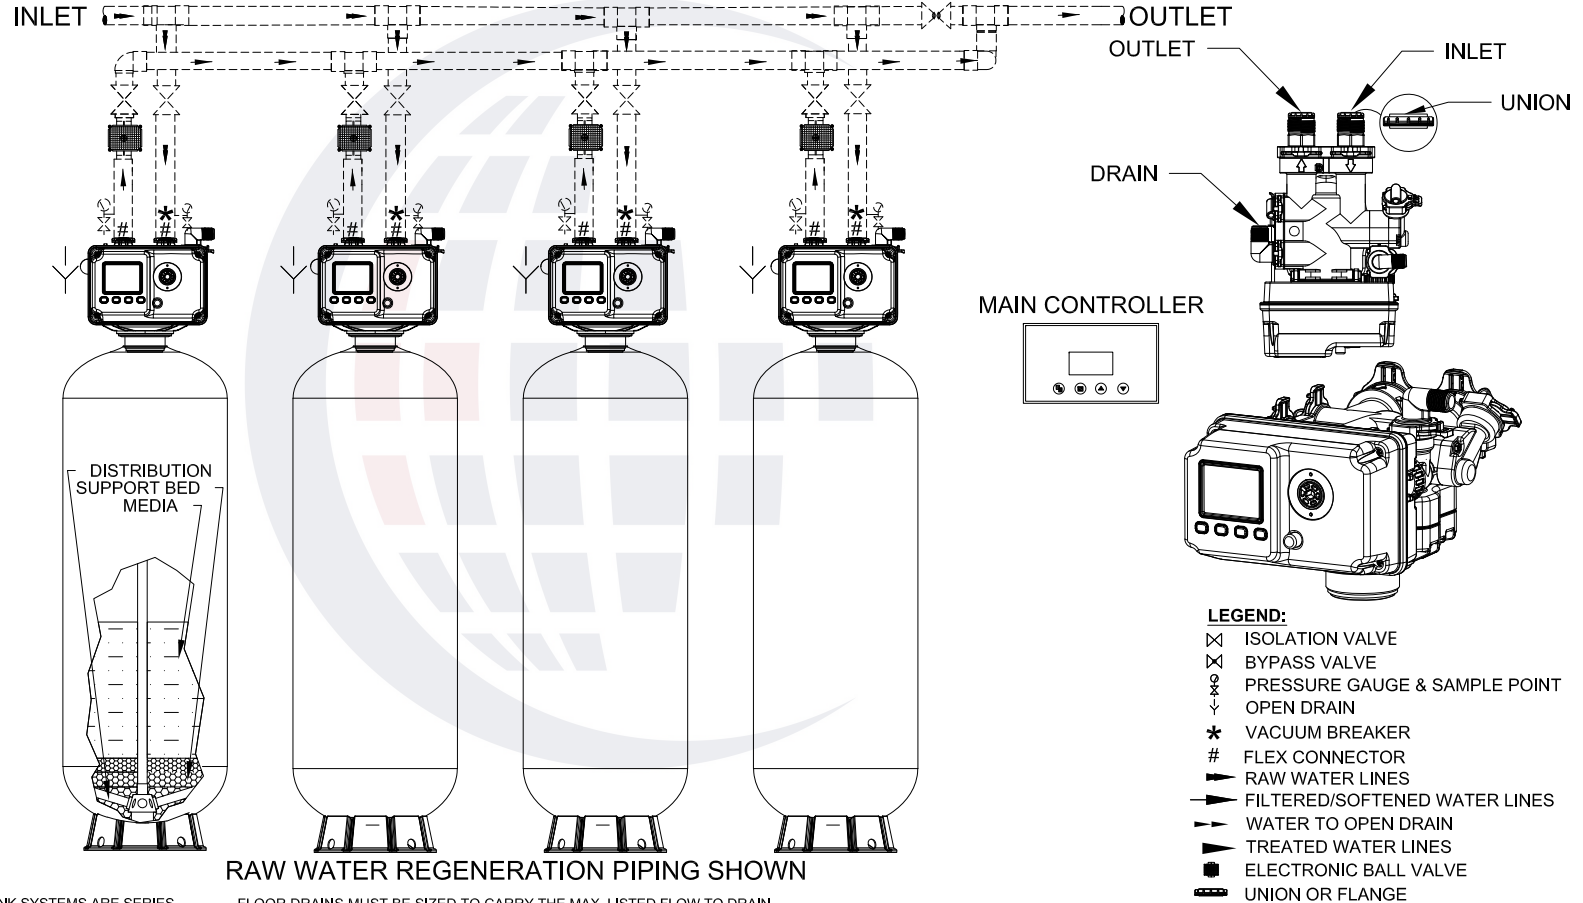 INLET
OUTLET
OUTLET
INLET
UNION
DRAIN
# # # # # # # #
* * * *
MAIN CONTROLLER
DISTRIBUTION
SUPPORT BED
MEDIA
LEGEND:
ISOLATION VALVE
BYPASS VALVE
PRESSURE GAUGE & SAMPLE POINT
OPEN DRAIN
* VACUUM BREAKER
# FLEX CONNECTOR
RAW WATER LINES
FILTERED/SOFTENED WATER LINES
WATER TO OPEN DRAIN
TREATED WATER LINES
ELECTRONIC BALL VALVE
UNION OR FLANGE
RAW WATER REGENERATION PIPING SHOWN
SYSTEMS ARE SERIES
FLOOR DRAINS MUST BE SIZED TO CARRY THE MAX. LISTED FLOW TO DRAIN